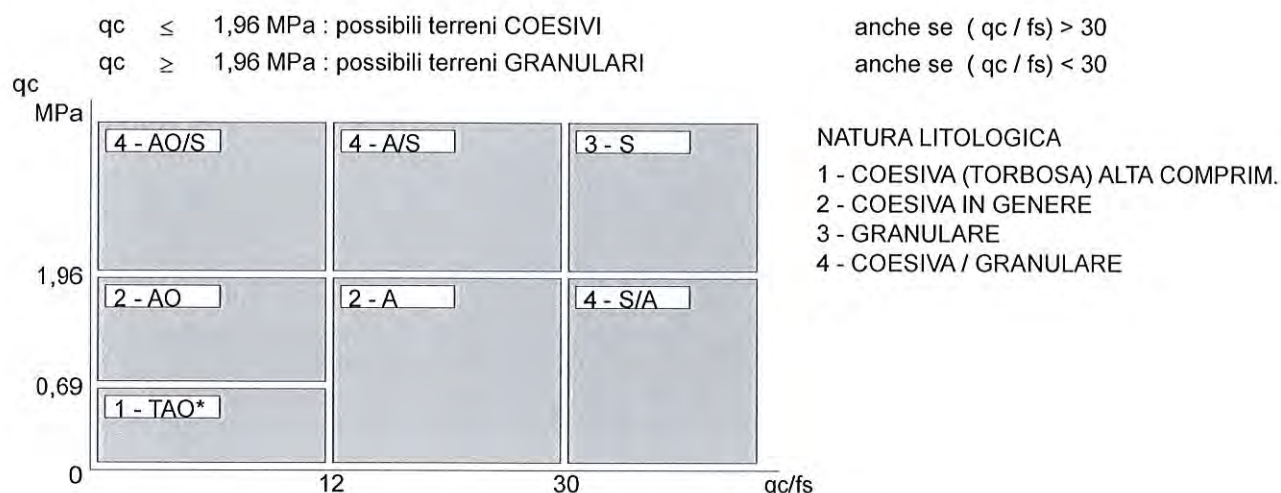 qc ≤ 1,96 MPa : possibili terreni COESIVI anche se ( qc / fs) > 30
qc ≥ 1,96 MPa : possibili terreni GRANULARI anche se ( qc / fs) < 30
qc
MPa
4 - AO/S 4 - A/S 3 - S
NATURA LITOLOGICA
1 - COESIVA (TORBOSA) ALTA COMPRIM.
2 - COESIVA IN GENERE
3 - GRANULARE
4 - COESIVA / GRANULARE
1,96
2 - AO 2 - A 4 - S/A
0,69
1 - TAO*
0
12 30 qc/fs